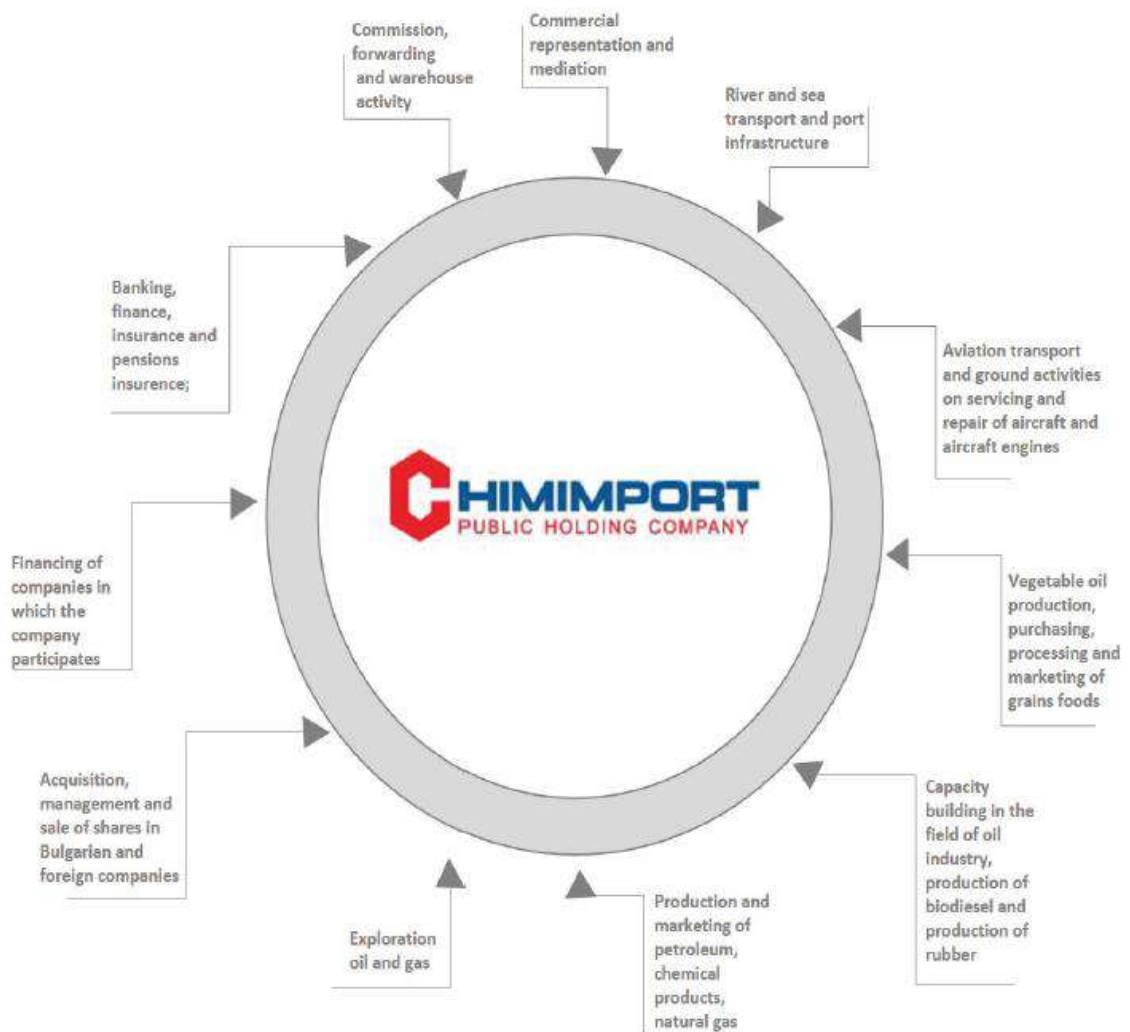 Commission,
forwarding
and warehouse
activity
Commercial
representation and
mediation
River and sea
transport and port
infrastructure
Banking,
finance,
insurance and
pensions
insurence;
Aviation transport
and ground activities
on servicing and
repair of aircraft and
aircraft engines
CHIMIMPORT
PUBLIC HOLDING COMPANY
Financing of
companies in
which the
company
participates
Vegetable oil
production,
purchasing,
processing and
marketing of
grains foods
Acquisition,
management and
sale of shares in
Bulgarian and
foreign companies
Capacity
building in the
field of oil
industry,
production of
biodiesel and
production of
rubber
Exploration
oil and gas
Production and
marketing of
petroleum,
chemical
products,
natural gas